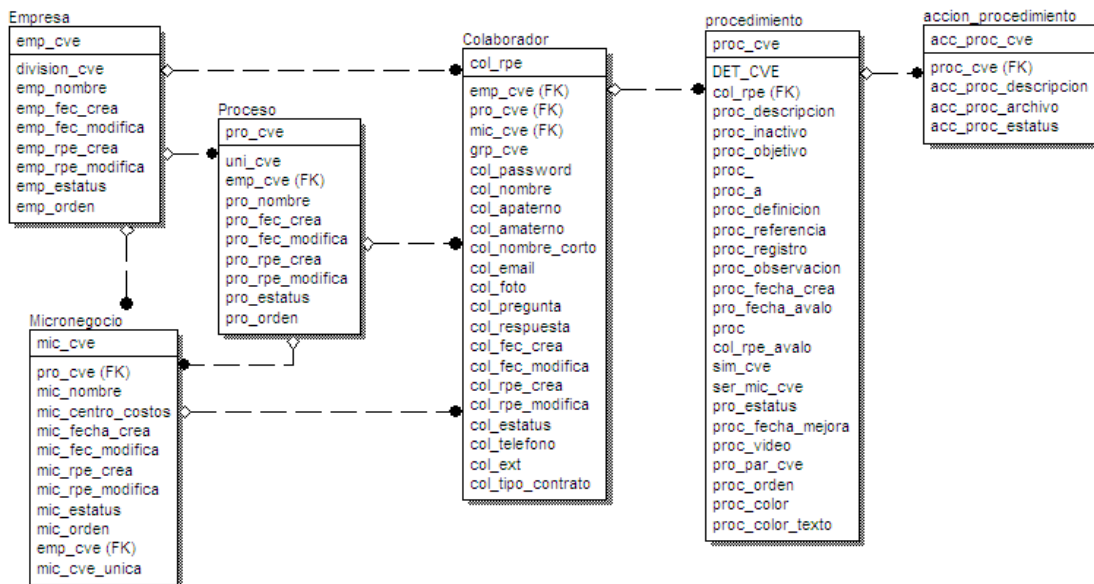 Empresa
emp_cve
division_cve
emp_nombre
emp_fec_crea
emp_fec_modifica
emp_rpe_crea
emp_rpe_modifica
emp_estatus
emp_orden
Proceso
pro_cve
uni_cve
emp_cve (FK)
pro_nombre
pro_fec_crea
pro_fec_modifica
pro_rpe_crea
pro_rpe_modifica
pro_estatus
pro_orden
Micronegocio
mic_cve
pro_cve (FK)
mic_nombre
mic_centro_costos
mic_fecha_crea
mic_fec_modifica
mic_rpe_crea
mic_rpe_modifica
mic_estatus
mic_orden
emp_cve (FK)
mic_cve_unica
Colaborador
col_rpe
emp_cve (FK)
pro_cve (FK)
mic_cve (FK)
grp_cve
col_password
col_nombre
col_apaterno
col_amaterno
col_nombre_corto
col_email
col_foto
col_pregunta
col_respuesta
col_fec_crea
col_fec_modifica
col_rpe_crea
col_rpe_modifica
col_estatus
col_telefono
col_ext
col_tipo_contrato
procedimiento
proc_cve
DET_CVE
col_rpe (FK)
proc_descripcion
proc_inactivo
proc_objetivo
proc_
proc_a
proc_definicion
proc_referencia
proc_registro
proc_observacion
proc_fecha_crea
pro_fecha_avalo
proc
col_rpe_avalo
sim_cve
ser_mic_cve
pro_estatus
proc_fecha_mejora
proc_video
pro_par_cve
proc_orden
proc_color
proc_color_texto
accion_procedimiento
acc_proc_cve
proc_cve (FK)
acc_proc_descripcion
acc_proc_archivo
acc_proc_estatus